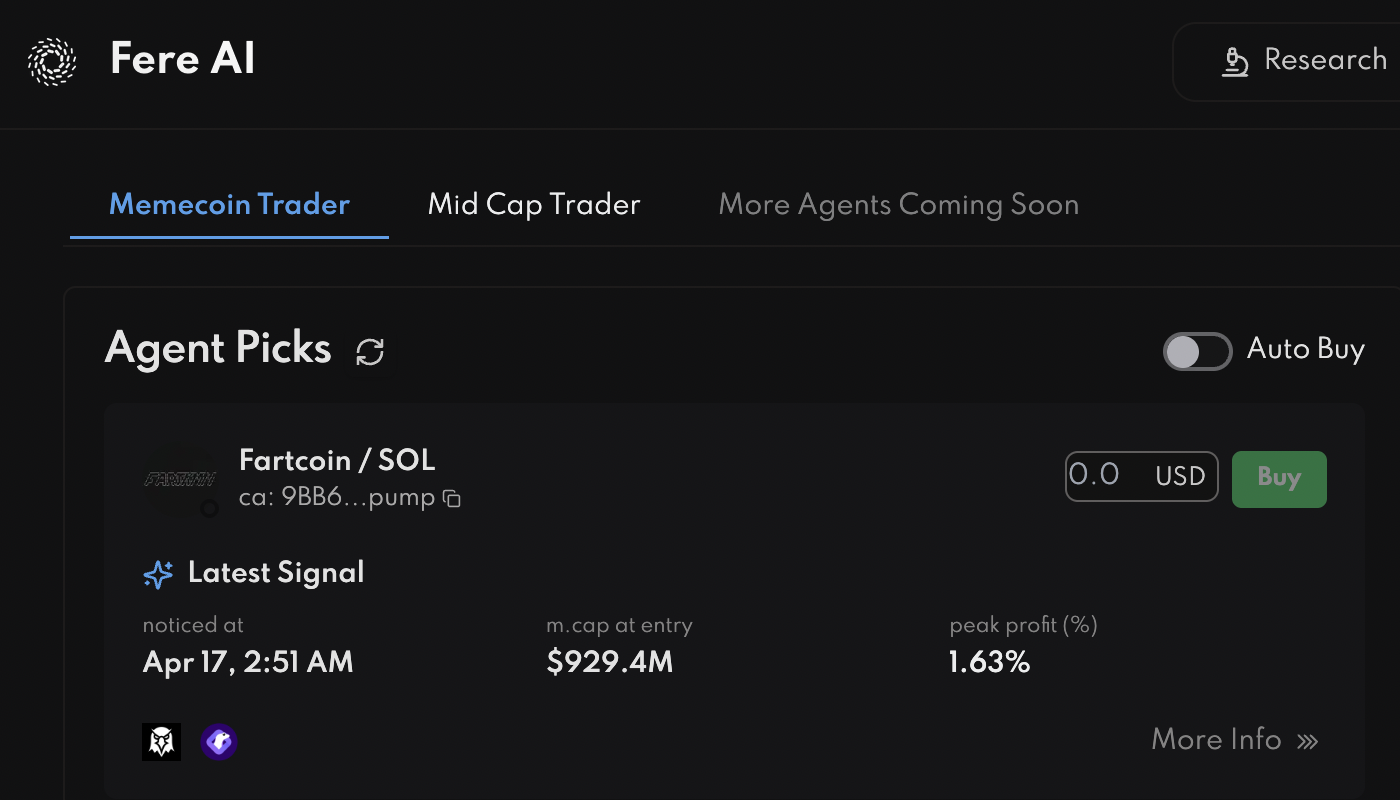 Fere AI
Research
Memecoin Trader
Mid Cap Trader
More Agents Coming Soon
Agent Picks
Auto Buy
Fartcoin / SOL
ca: 9BB6...pump
0.0 USD
Buy
Latest Signal
noticed at
m.cap at entry
peak profit (%)
Apr 17, 2:51 AM
$929.4M
1.63%
More Info